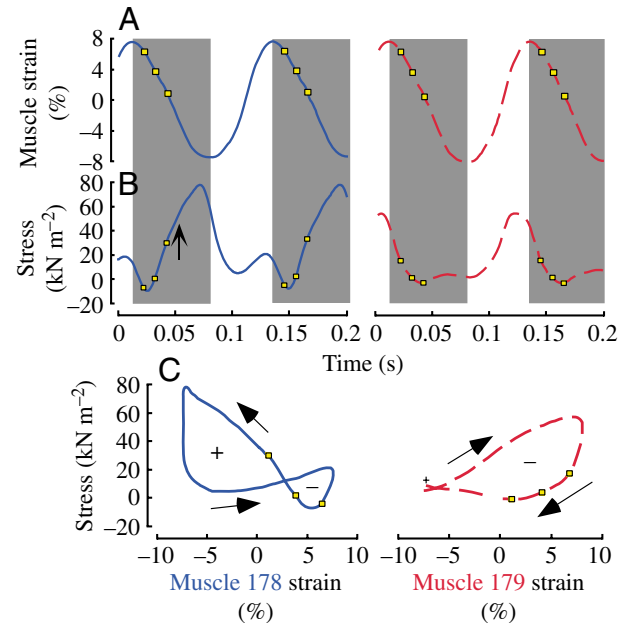 A
Muscle strain
(%)
8
4
0
−4
−8
B
Stress
(kN m−2)
80
60
40
20
0
−20
0 0.05 0.1 0.15 0.2 0 0.05 0.1 0.15 0.2
Time (s)
C
Stress (kN m−2)
80
60
40
20
0
−20
+ − + −
−10 −5 0 5 10 −10 −5 0 5 10
Muscle 178 strain Muscle 179 strain
(%) (%)